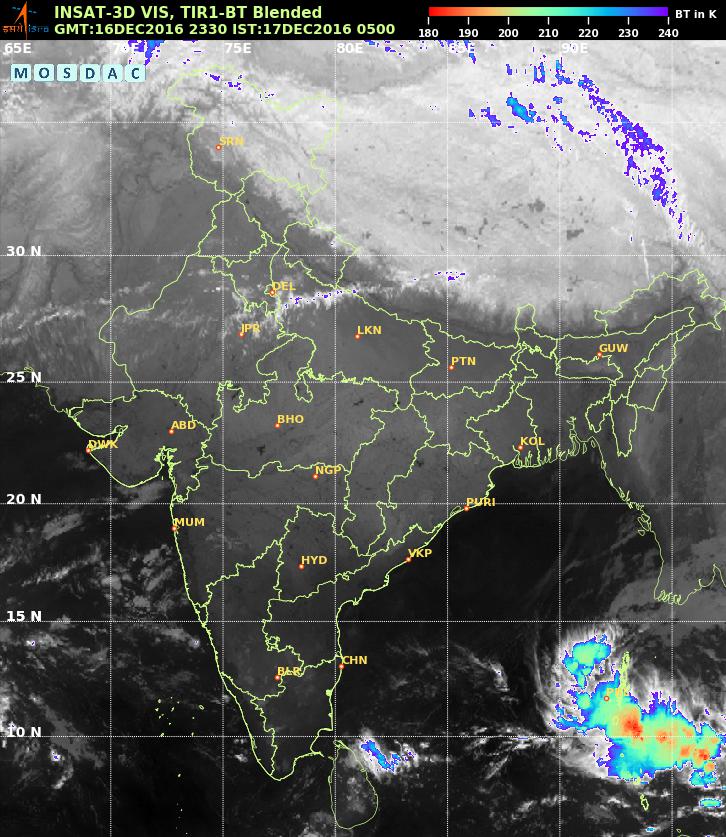 INSAT-3D VIS, TIR1-BT Blended
GMT:16DEC2016 2330 IST:17DEC2016 0500
BT in K
180 190 200 210 220 230 240
65E 75E 80E 90E
M O S D A C
SRN
30 N
DEL
JPR
LKN
GUW
PTN
25 N
BHO
ABD
KOL
DWK
NGP
20 N
PURI
MUM
VKP
HYD
15 N
CHN
BLR
10 N